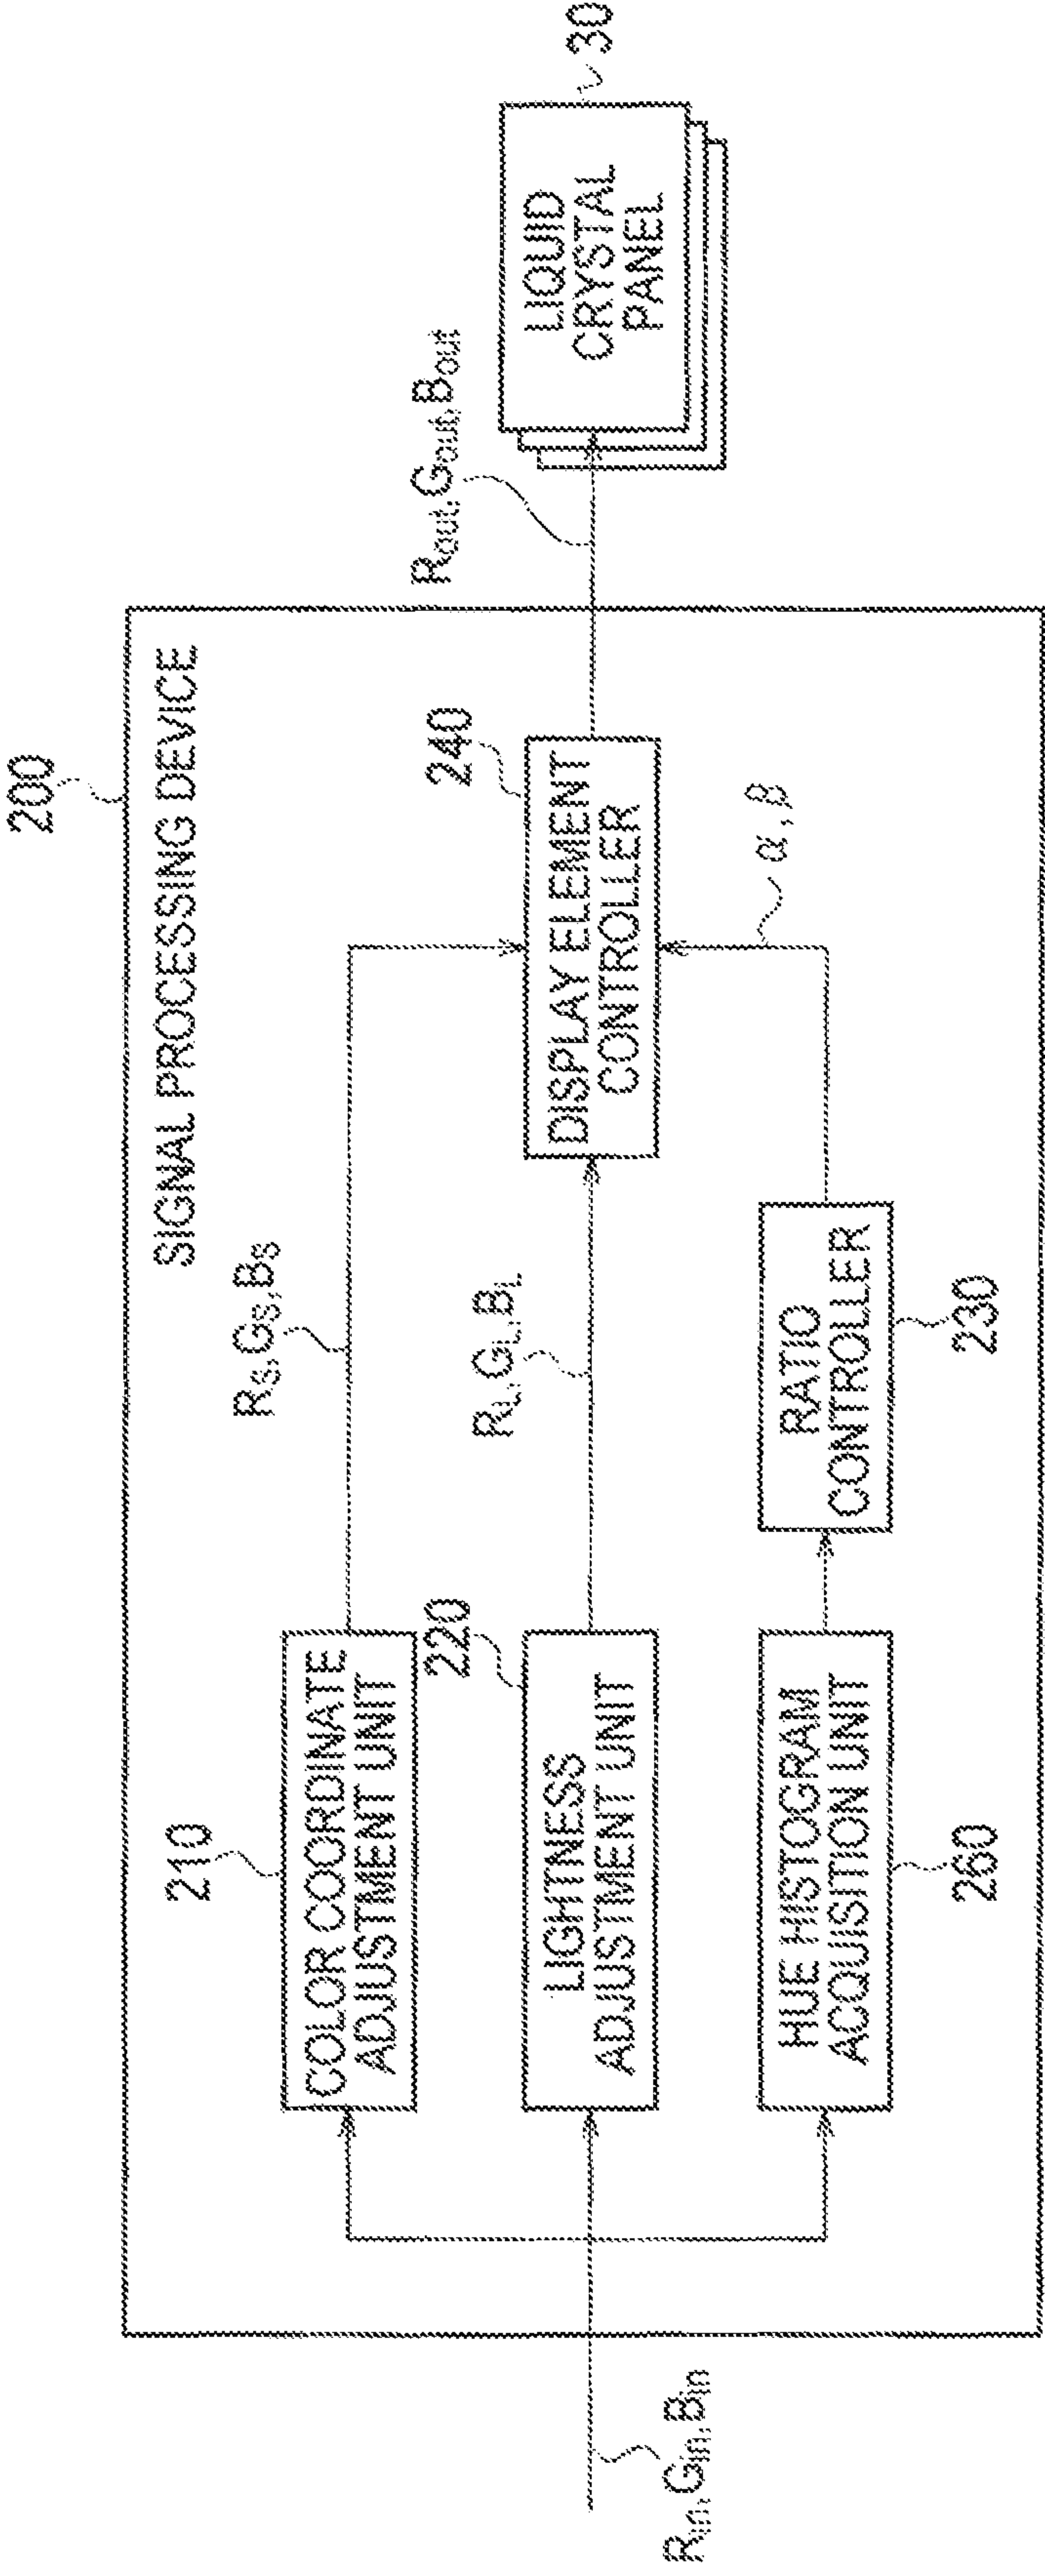 200
SIGNAL PROCESSING DEVICE
210
COLOR COORDINATE
ADJUSTMENT UNIT
RS,GS,BS
220
LIGHTNESS
ADJUSTMENT UNIT
RL,GL,BL
240
DISPLAY ELEMENT
CONTROLLER
Rout,Gout,Bout
LIQUID
CRYSTAL
PANEL
30
Rin,Gin,Bin
HUE HISTOGRAM
ACQUISITION UNIT
260
RATIO
CONTROLLER
230
α,β